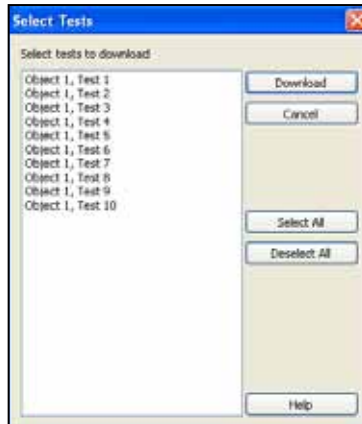 Select Tests
Select tests to download
Object 1, Test 1
Object 1, Test 2
Object 1, Test 3
Object 1, Test 4
Object 1, Test 5
Object 1, Test 6
Object 1, Test 7
Object 1, Test 8
Object 1, Test 9
Object 1, Test 10
Download
Cancel
Select All
Deselect All
Help